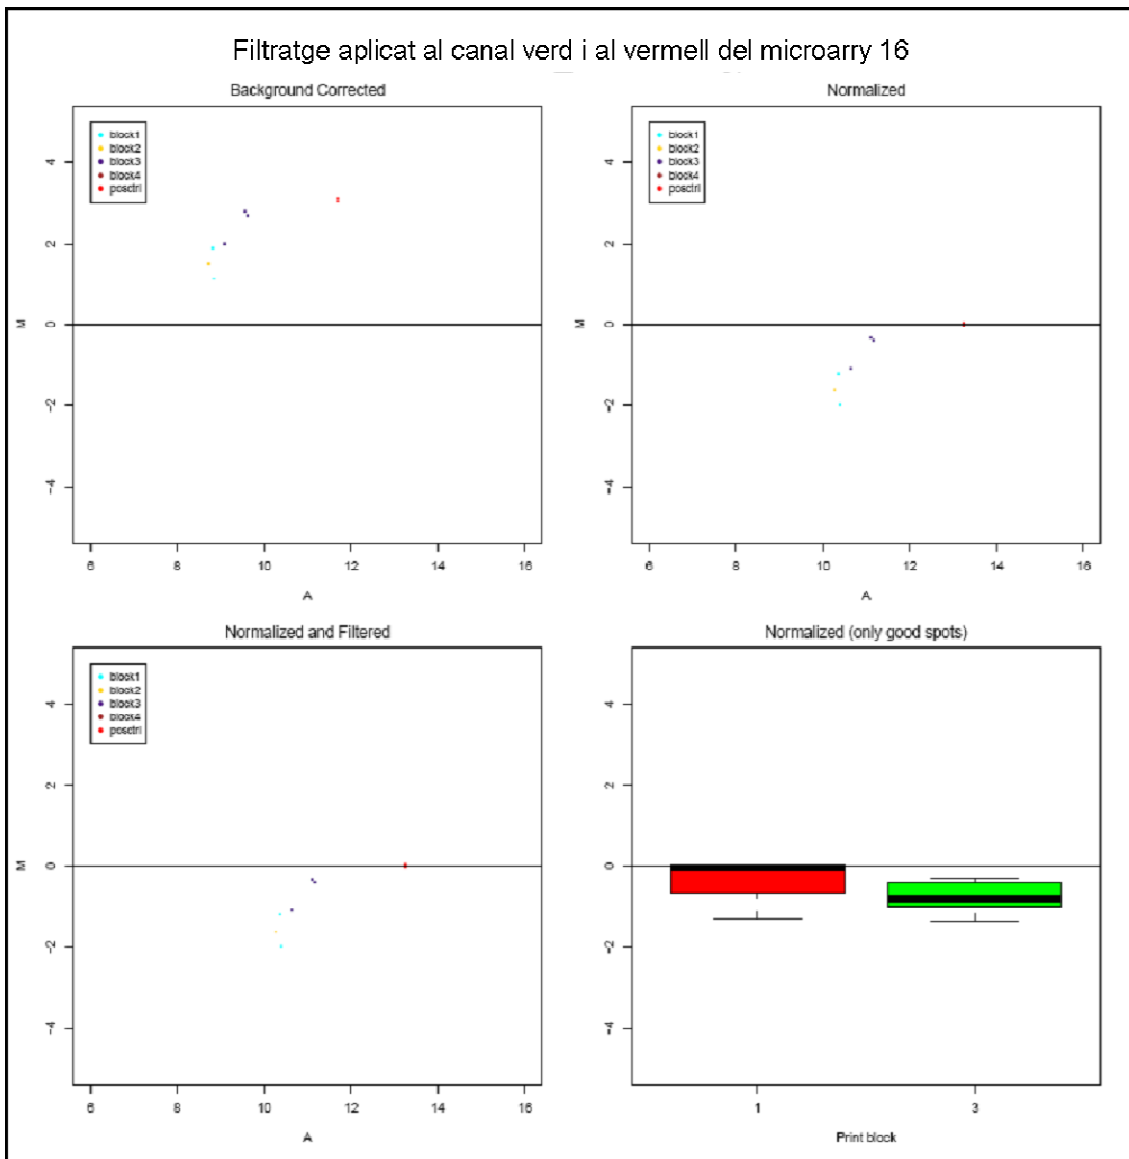 Filtratge aplicat al canal verd i al vermell del microarry 16
Background Corrected
block1
block2
block3
block4
posctrl
4
2
0
-2
-4
M
6 8 10 12 14 16
A
Normalized
block1
block2
block3
block4
posctrl
4
2
0
-2
-4
M
6 8 10 12 14 16
A
Normalized and Filtered
block1
block2
block3
block4
posctrl
4
2
0
-2
-4
M
6 8 10 12 14 16
A
Normalized (only good spots)
4
2
0
-2
-4
1 3
Print block